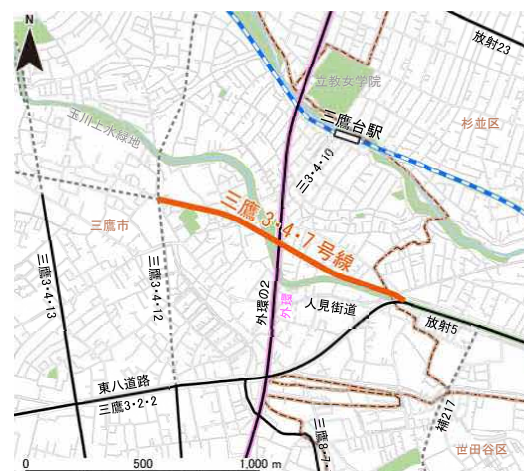 N
放射23
立教女学院
三鷹台駅
杉並区
玉川上水緑地
三3・4・10
三鷹3・4・7号線
三鷹市
三鷹3・4・13
三鷹3・4・12
外環の2
外環
人見街道
放射5
東八道路
三鷹3・2・2
補217
三鷹8・7・
世田谷区
0 500 1,000 m